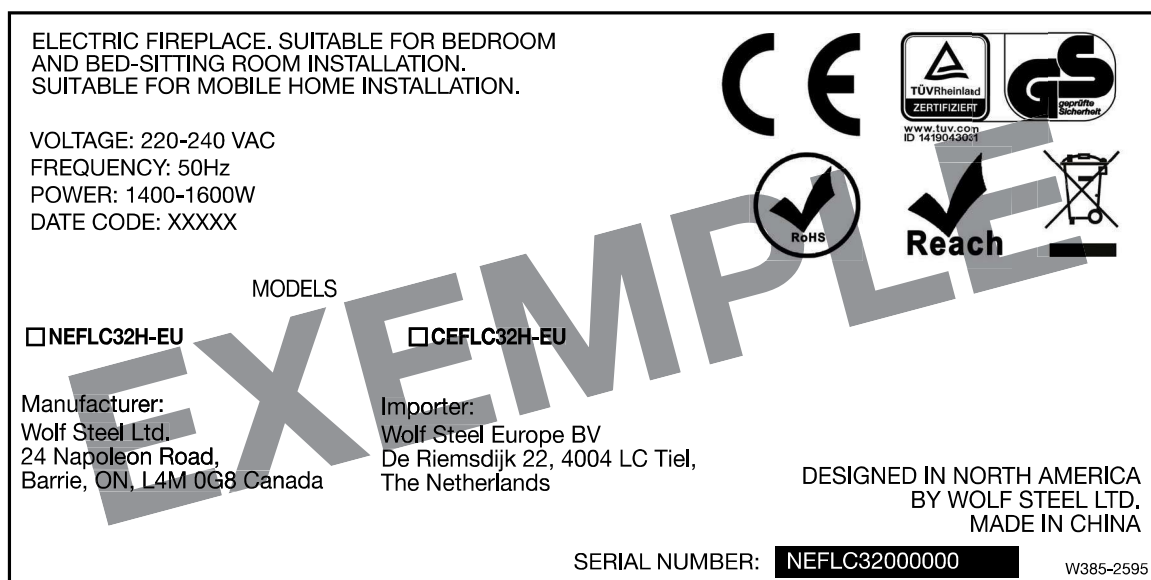 ELECTRIC FIREPLACE. SUITABLE FOR BEDROOM
AND BED-SITTING ROOM INSTALLATION.
SUITABLE FOR MOBILE HOME INSTALLATION.
VOLTAGE: 220-240 VAC
FREQUENCY: 50Hz
POWER: 1400-1600W
DATE CODE: XXXXX
CE
TÜVRheinland
ZERTIFIZIERT
GS
geprüfte
Sicherheit
www.tuv.com
ID 1419043031
RoHS
Reach
EXEMPLE
MODELS
NEFLC32H-EU
CEFLC32H-EU
Manufacturer:
Wolf Steel Ltd.
24 Napoleon Road,
Barrie, ON, L4M 0G8 Canada
Importer:
Wolf Steel Europe BV
De Riemsdijk 22, 4004 LC Tiel,
The Netherlands
DESIGNED IN NORTH AMERICA
BY WOLF STEEL LTD.
MADE IN CHINA
SERIAL NUMBER: NEFLC32000000
W385-2595